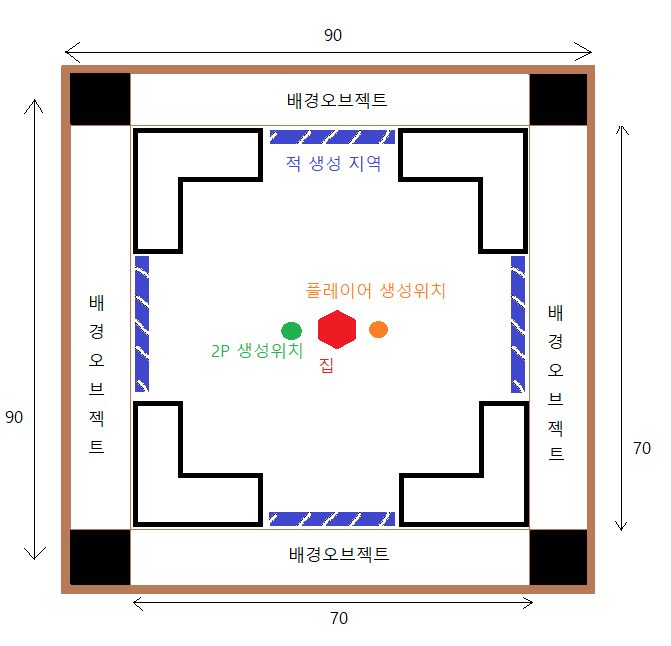 90
배경오브젝트
적 생성 지역
플레이어 생성위치
2P 생성위치
집
배경오브젝트
배경오브젝트
90
70
배경오브젝트
70